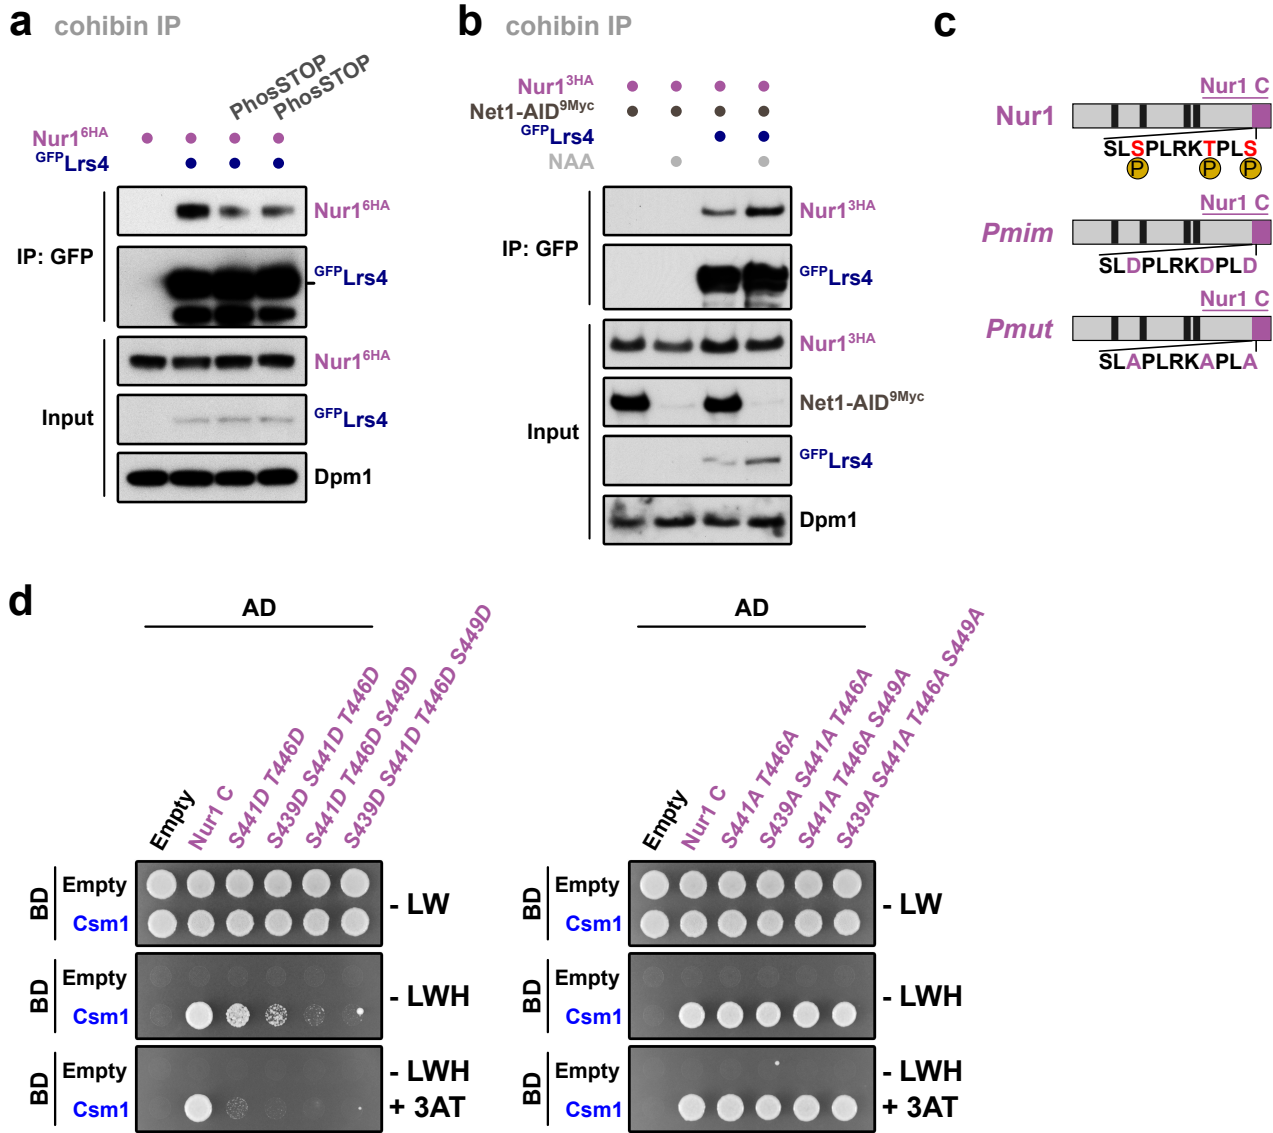 a cohibin IP
PhosSTOP
PhosSTOP
Nur1 6HA
GFP Lrs4
IP: GFP
Nur1 6HA
GFP Lrs4
Input
Nur1 6HA
GFP Lrs4
Dpm1
b cohibin IP
Nur1 3HA
Net1-AID 9Myc
GFP Lrs4
NAA
IP: GFP
Nur1 3HA
GFP Lrs4
Input
Nur1 3HA
Net1-AID 9Myc
GFP Lrs4
Dpm1
c
Nur1 C
Nur1
SLSPLRKTPLS
P P P
Nur1 C
Pmim
SLDPLRKDPLD
Nur1 C
Pmut
SLAPLRKAPLA
d
AD
Empty
Nur1 C
S441D T446D
S439D S441D T446D
S441D T446D S449D
S439D S441D T446D S449D
BD
Empty
Csm1
- LW
BD
Empty
Csm1
- LWH
BD
Empty
Csm1
- LWH
+ 3AT
AD
Empty
Nur1 C
S441A T446A
S439A S441A T446A
S441A T446A S449A
S439A S441A T446A S449A
BD
Empty
Csm1
- LW
BD
Empty
Csm1
- LWH
BD
Empty
Csm1
- LWH
+ 3AT